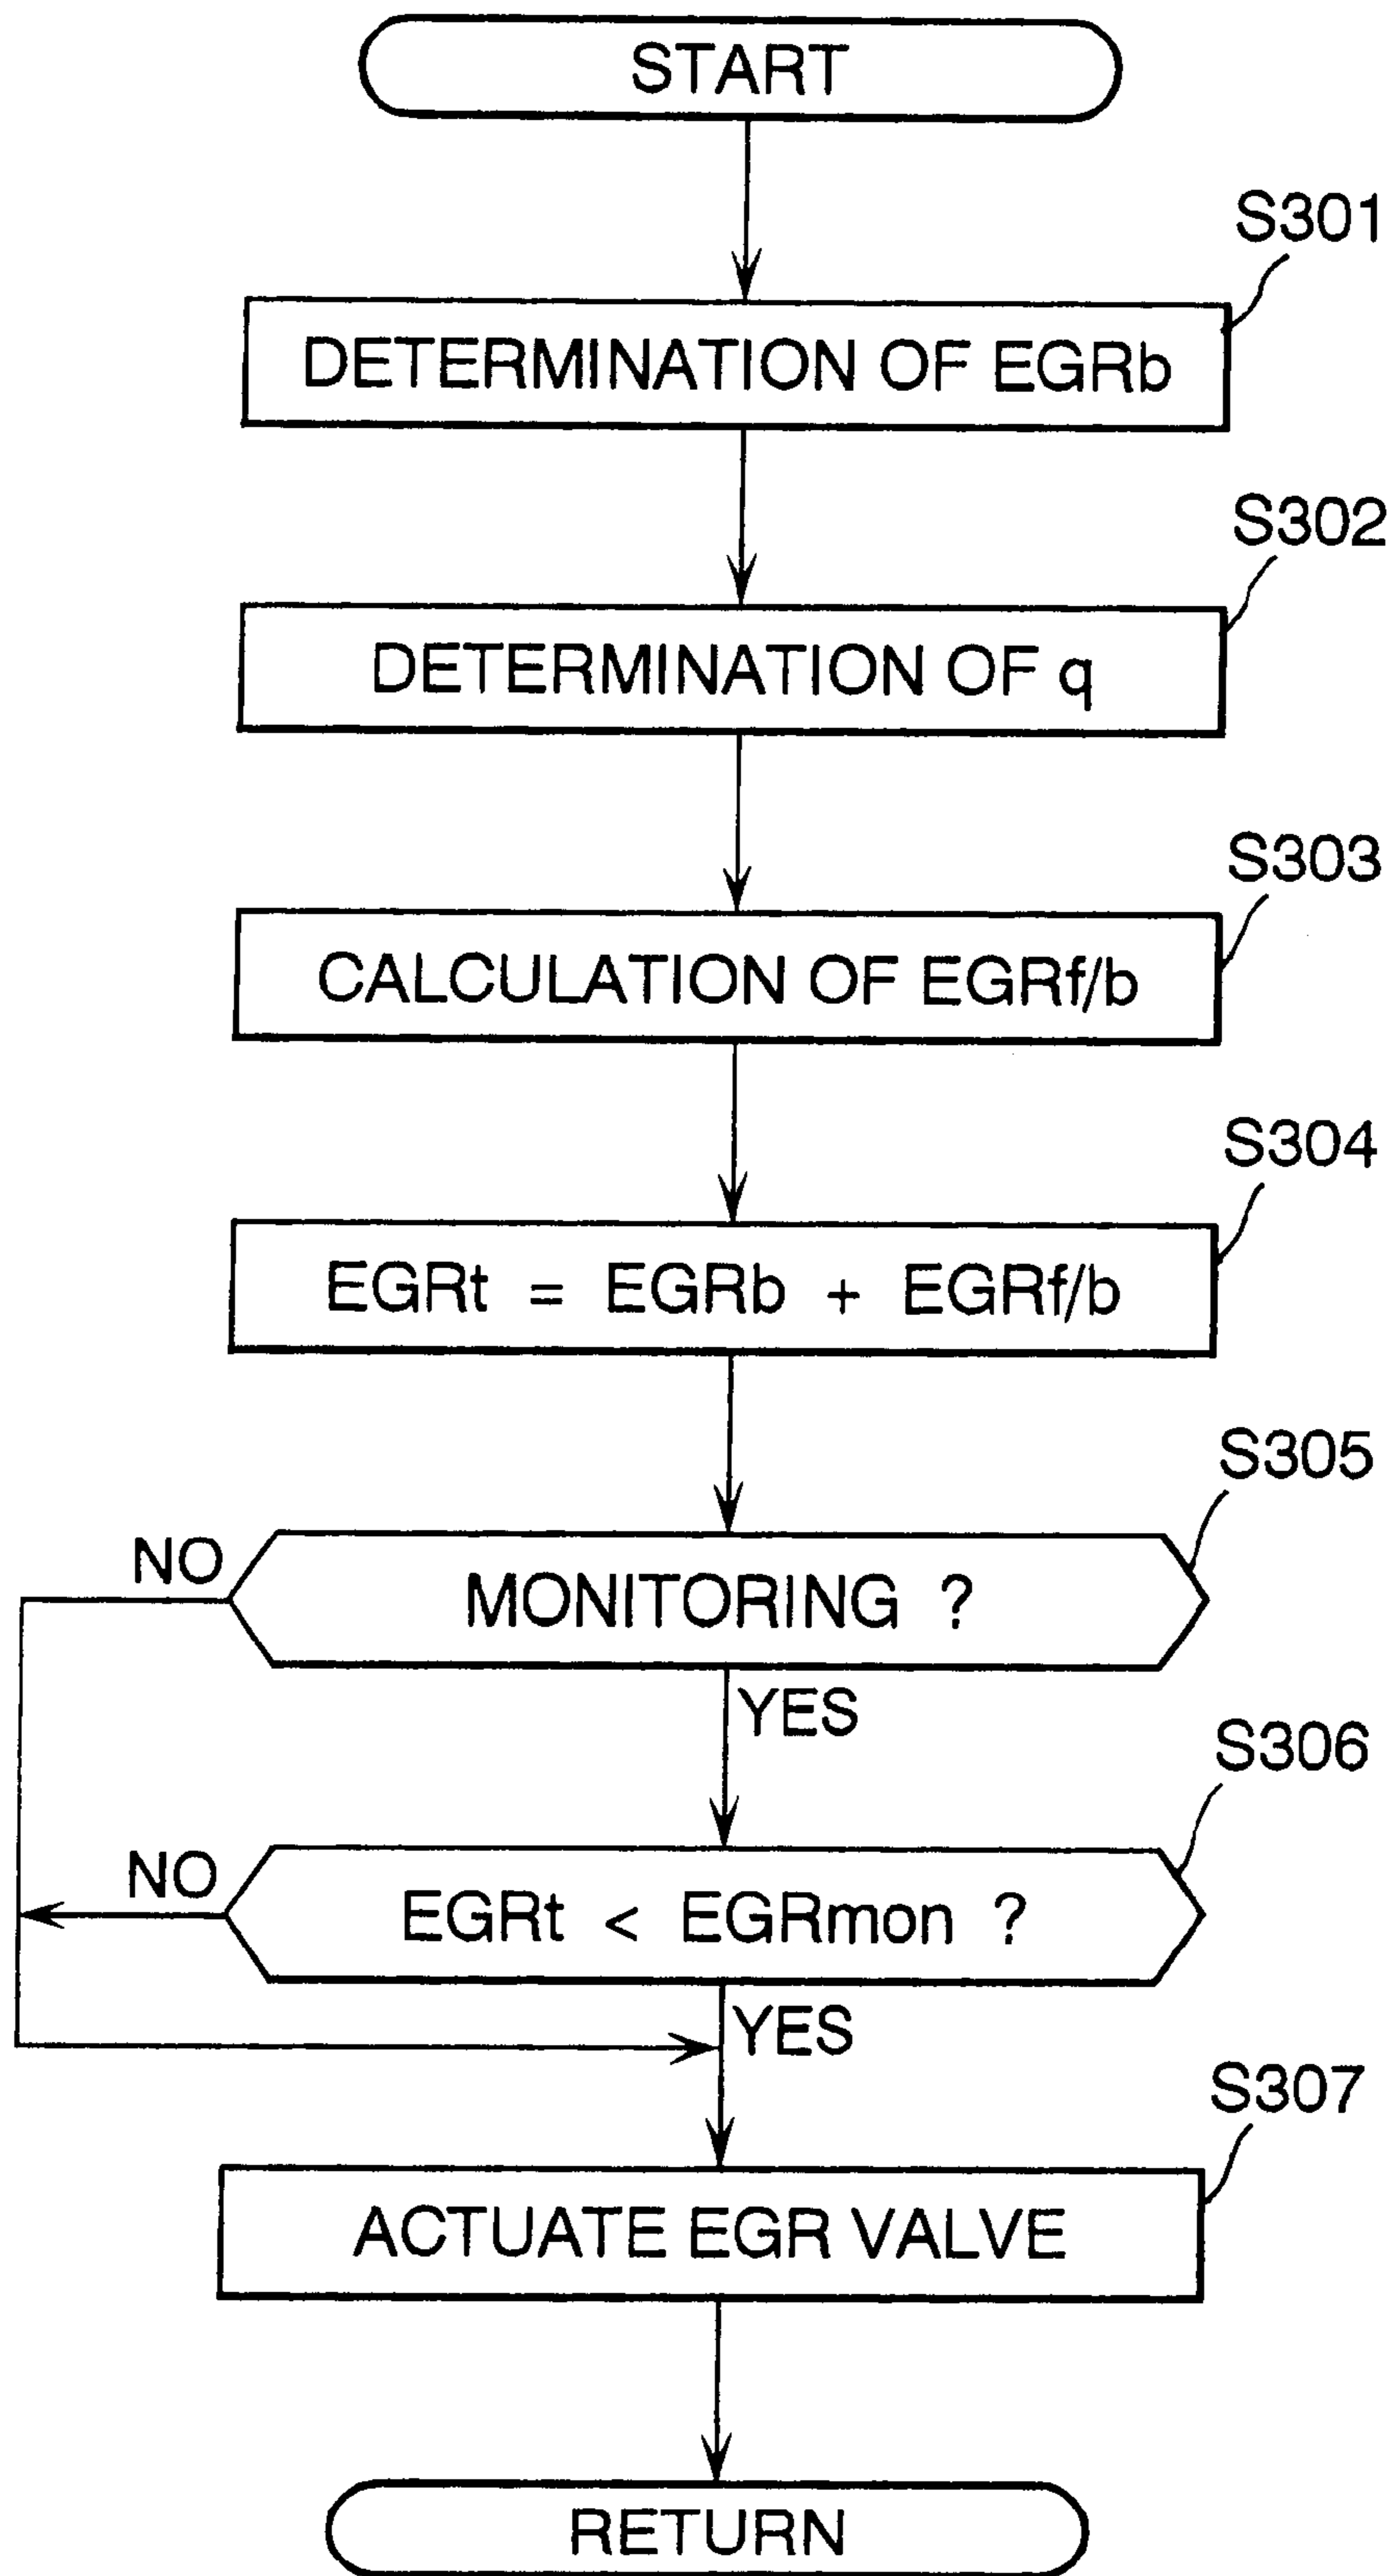 START
S301
DETERMINATION OF EGRb
S302
DETERMINATION OF q
S303
CALCULATION OF EGRf/b
S304
EGRt = EGRb + EGRf/b
S305
NO
MONITORING ?
YES
S306
NO
EGRt < EGRmon ?
YES
S307
ACTUATE EGR VALVE
RETURN